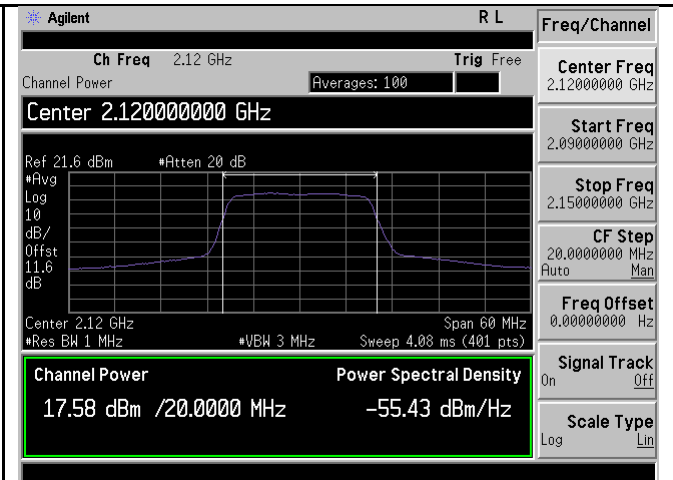 Agilent R L
Ch Freq 2.12 GHz Trig Free
Channel Power Averages: 100
Center 2.120000000 GHz
Ref 21.6 dBm #Atten 20 dB
#Avg
Log
10
dB/
Offst
11.6
dB
Center 2.12 GHz Span 60 MHz
#Res BW 1 MHz #VBW 3 MHz Sweep 4.08 ms (401 pts)
Channel Power Power Spectral Density
17.58 dBm /20.0000 MHz -55.43 dBm/Hz
Freq/Channel
Center Freq
2.12000000 GHz
Start Freq
2.09000000 GHz
Stop Freq
2.15000000 GHz
CF Step
20.0000000 MHz
Auto Man
Freq Offset
0.00000000 Hz
Signal Track
On Off
Scale Type
Log Lin